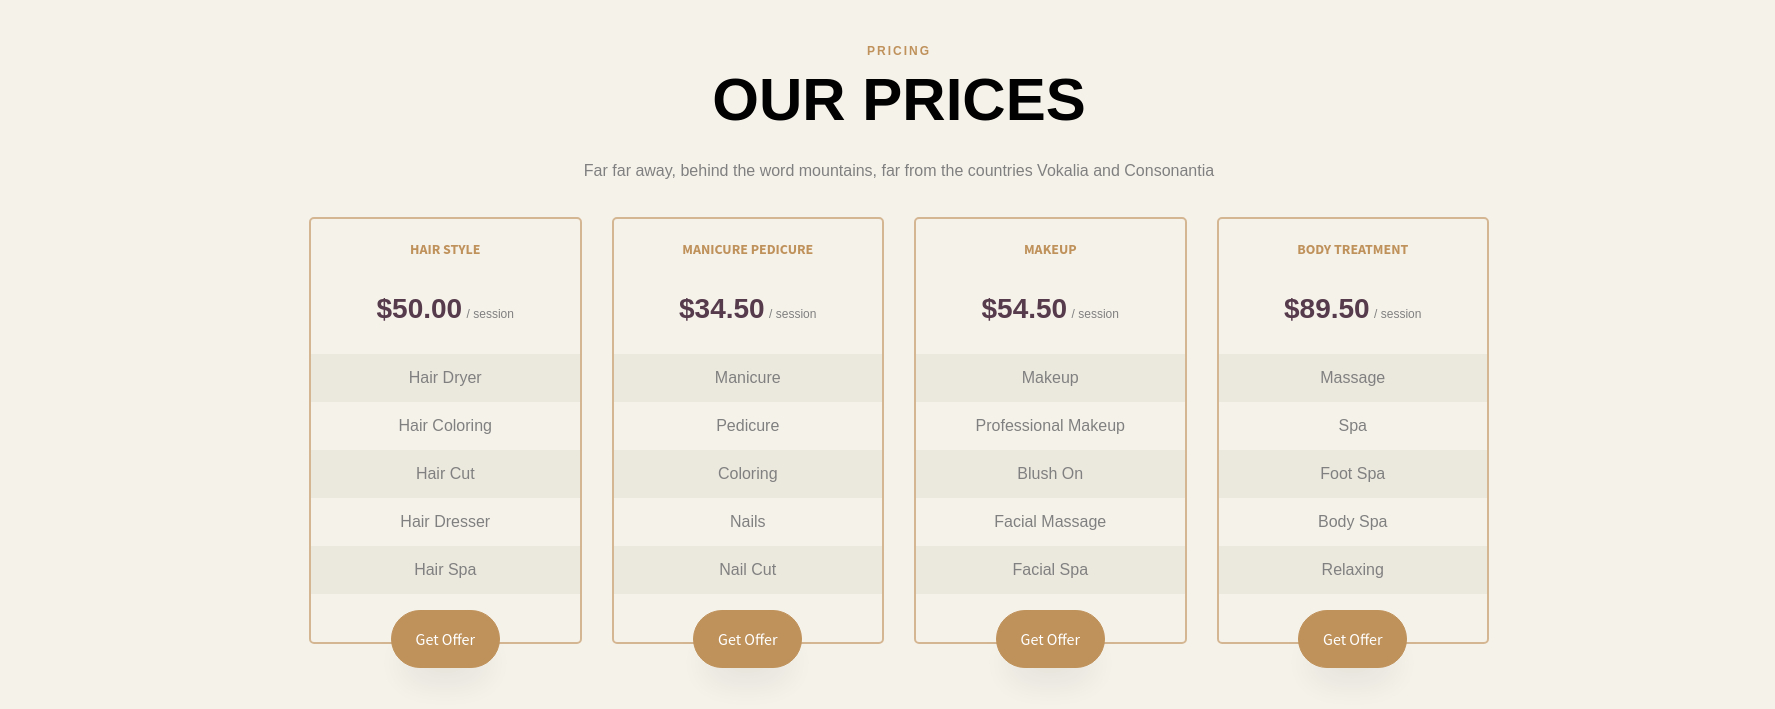 PRICING
OUR PRICES
Far far away, behind the word mountains, far from the countries Vokalia and Consonantia
HAIR STYLE
$50.00 / session
Hair Dryer
Hair Coloring
Hair Cut
Hair Dresser
Hair Spa
Get Offer
MANICURE PEDICURE
$34.50 / session
Manicure
Pedicure
Coloring
Nails
Nail Cut
Get Offer
MAKEUP
$54.50 / session
Makeup
Professional Makeup
Blush On
Facial Massage
Facial Spa
Get Offer
BODY TREATMENT
$89.50 / session
Massage
Spa
Foot Spa
Body Spa
Relaxing
Get Offer